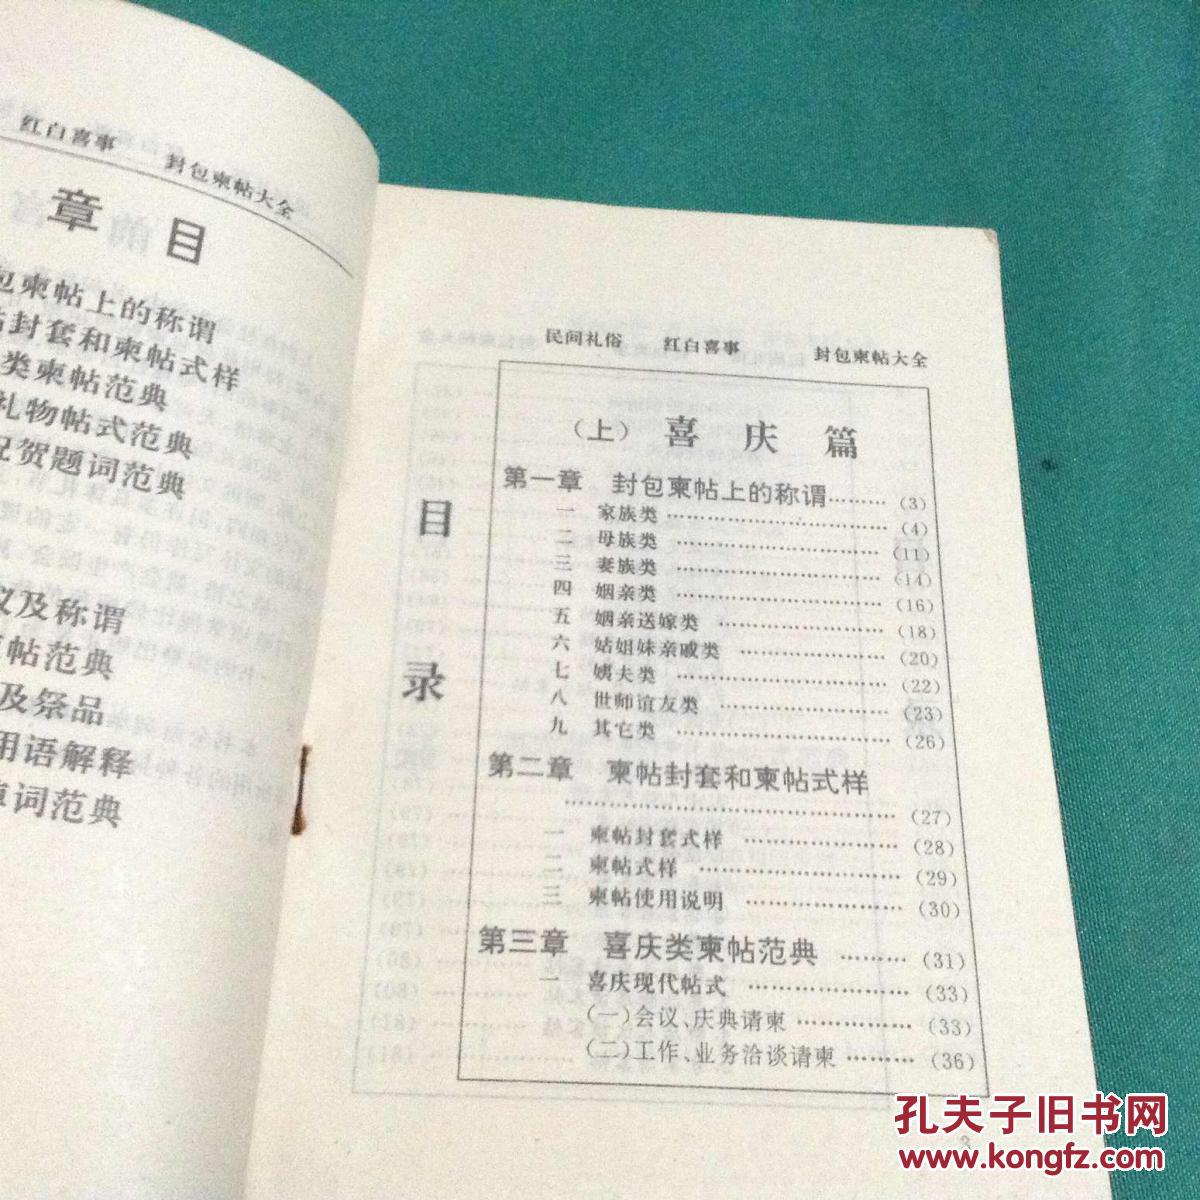 红白喜事 封包柬帖大全
章目
包柬帖上的称谓
封套和柬帖式样
类柬帖范典
礼物帖式范典
祝贺题词范典
及称谓
帖范典
及祭品
用语解释
词范典
民间礼俗 红白喜事 封包柬帖大全
目录
(上) 喜庆篇
第一章 封包柬帖上的称谓………(3)
一 家族类…………………(4)
二 母族类…………………(11)
三 妻族类…………………(14)
四 姻亲类…………………(16)
五 姻亲送嫁类……………(18)
六 姑姐妹亲戚类…………(20)
七 姨夫类…………………(22)
八 世师谊友类……………(23)
九 其它类…………………(26)
第二章 柬帖封套和柬帖式样
…………………………(27)
一 柬帖封套式样…………(28)
二 柬帖式样………………(29)
三 柬帖使用说明…………(30)
第三章 喜庆类柬帖范典………(31)
一 喜庆现代帖式…………(33)
(一)会议、庆典请柬…………(33)
(二)工作、业务洽谈请柬………(36)
3
孔夫子旧书网
www.kongfz.com